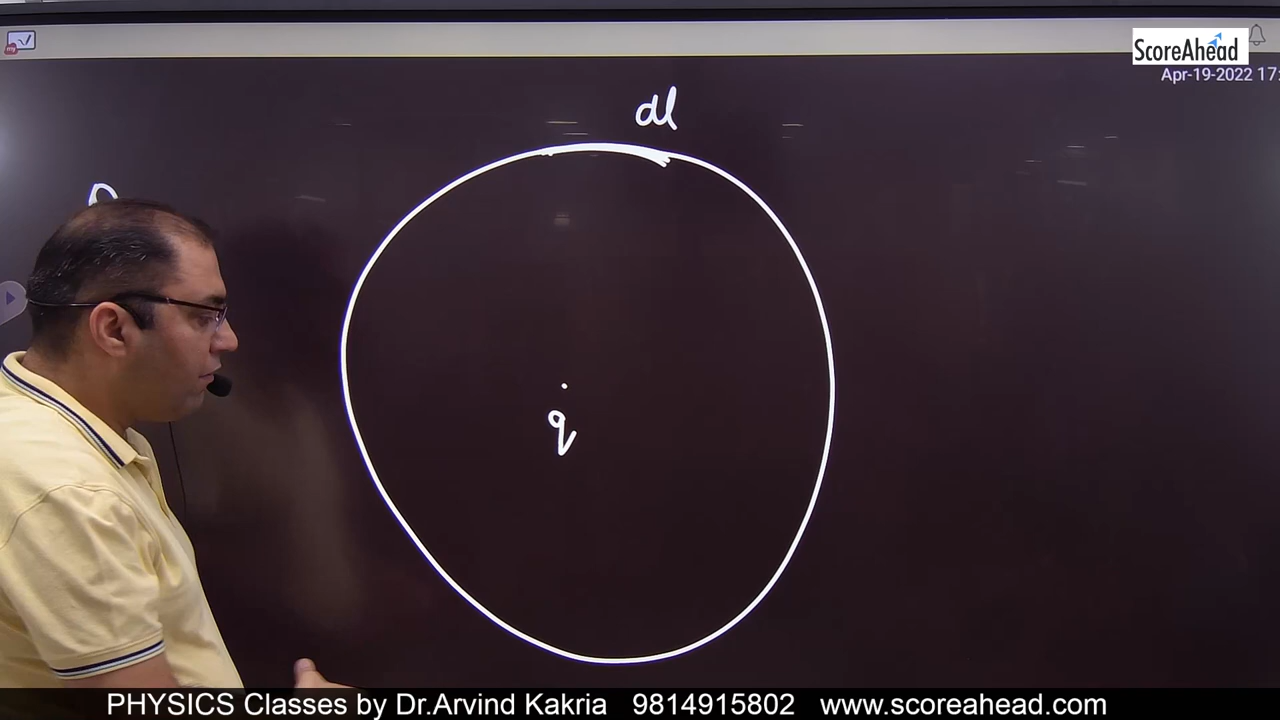 ScoreAhead
Apr-19-2022 17:
dl
q
PHYSICS Classes by Dr.Arvind Kakria 9814915802 www.scoreahead.com